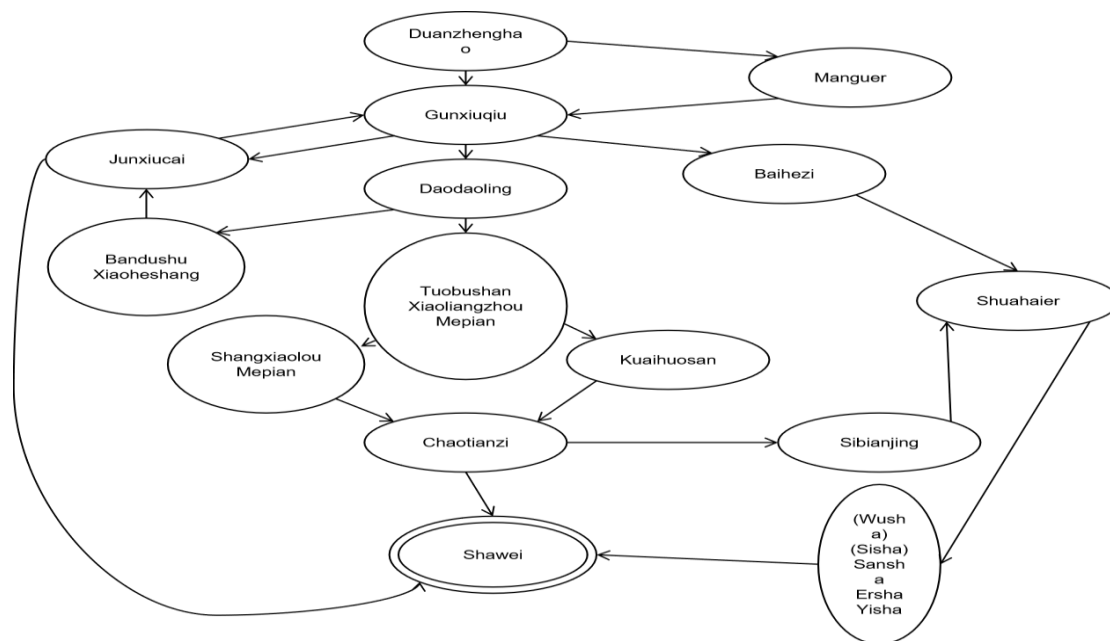 Duanzhengha
o
Manguer
Gunxiuqiu
Junxiucai
Baihezi
Daodaoling
Bandushu
Xiaoheshang
Tuobushan
Xiaoliangzhou
Mepian
Shuahaier
Shangxiaolou
Mepian
Kuaihuosan
Chaotianzi
Sibianjing
(Wush
a)
(Sisha)
Sansh
a
Ersha
Yisha
Shawei